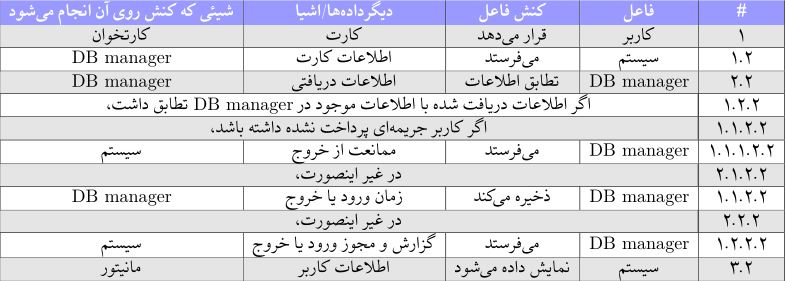 # فاعل کنش فاعل دیگرداده‌ها/اشیا شیئی که کنش روی آن انجام می‌شود
۱ کاربر قرار می‌دهد کارت کارتخوان
۱.۲ سیستم می‌فرستد اطلاعات کارت DB manager
۲.۲ DB manager تطابق اطلاعات اطلاعات دریافتی DB manager
۱.۲.۲ اگر اطلاعات دریافت شده با اطلاعات موجود در DB manager تطابق داشت،
۱.۱.۲.۲ اگر کاربر جریمه‌ای پرداخت نشده داشته باشد،
۱.۱.۱.۲.۲ DB manager می‌فرستد ممانعت از خروج سیستم
۲.۱.۲.۲ در غیر اینصورت،
۱.۱.۲.۲ DB manager ذخیره می‌کند زمان ورود یا خروج DB manager
۲.۲.۲ در غیر اینصورت،
۱.۲.۲.۲ DB manager می‌فرستد گزارش و مجوز ورود یا خروج سیستم
۳.۲ سیستم نمایش داده می‌شود اطلاعات کاربر مانیتور